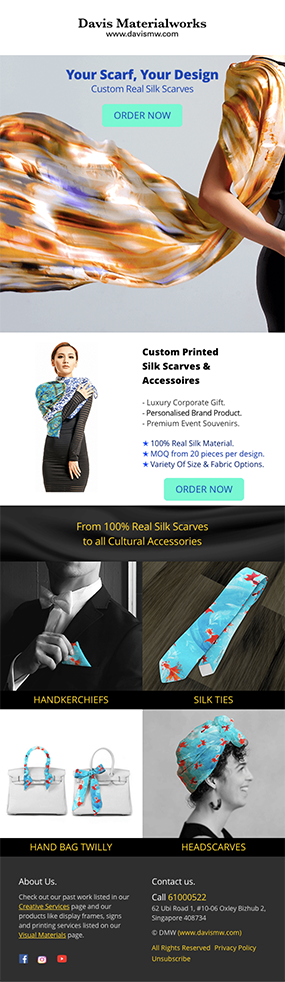 Davis Materialworks
www.davismw.com
Your Scarf, Your Design
Custom Real Silk Scarves
ORDER NOW
Custom Printed
Silk Scarves &
Accessoires
- Luxury Corporate Gift.
- Personalised Brand Product.
- Premium Event Souvenirs.
★ 100% Real Silk Material.
★ MOQ from 20 pieces per design.
★ Variety Of Size & Fabric Options.
ORDER NOW
From 100% Real Silk Scarves
to all Cultural Accessories
HANDKERCHIEFS
SILK TIES
HAND BAG TWILLY
HEADSCARVES
About Us.
Check out our past work listed in our
Creative Services page and our
products like display frames, signs
and printing services listed on our
Visual Materials page.
Contact us.
Call 61000522
62 Ubi Road 1, #10-06 Oxley Bizhub 2,
Singapore 408734
© DMW (www.davismw.com)
All Rights Reserved Privacy Policy
Unsubscribe